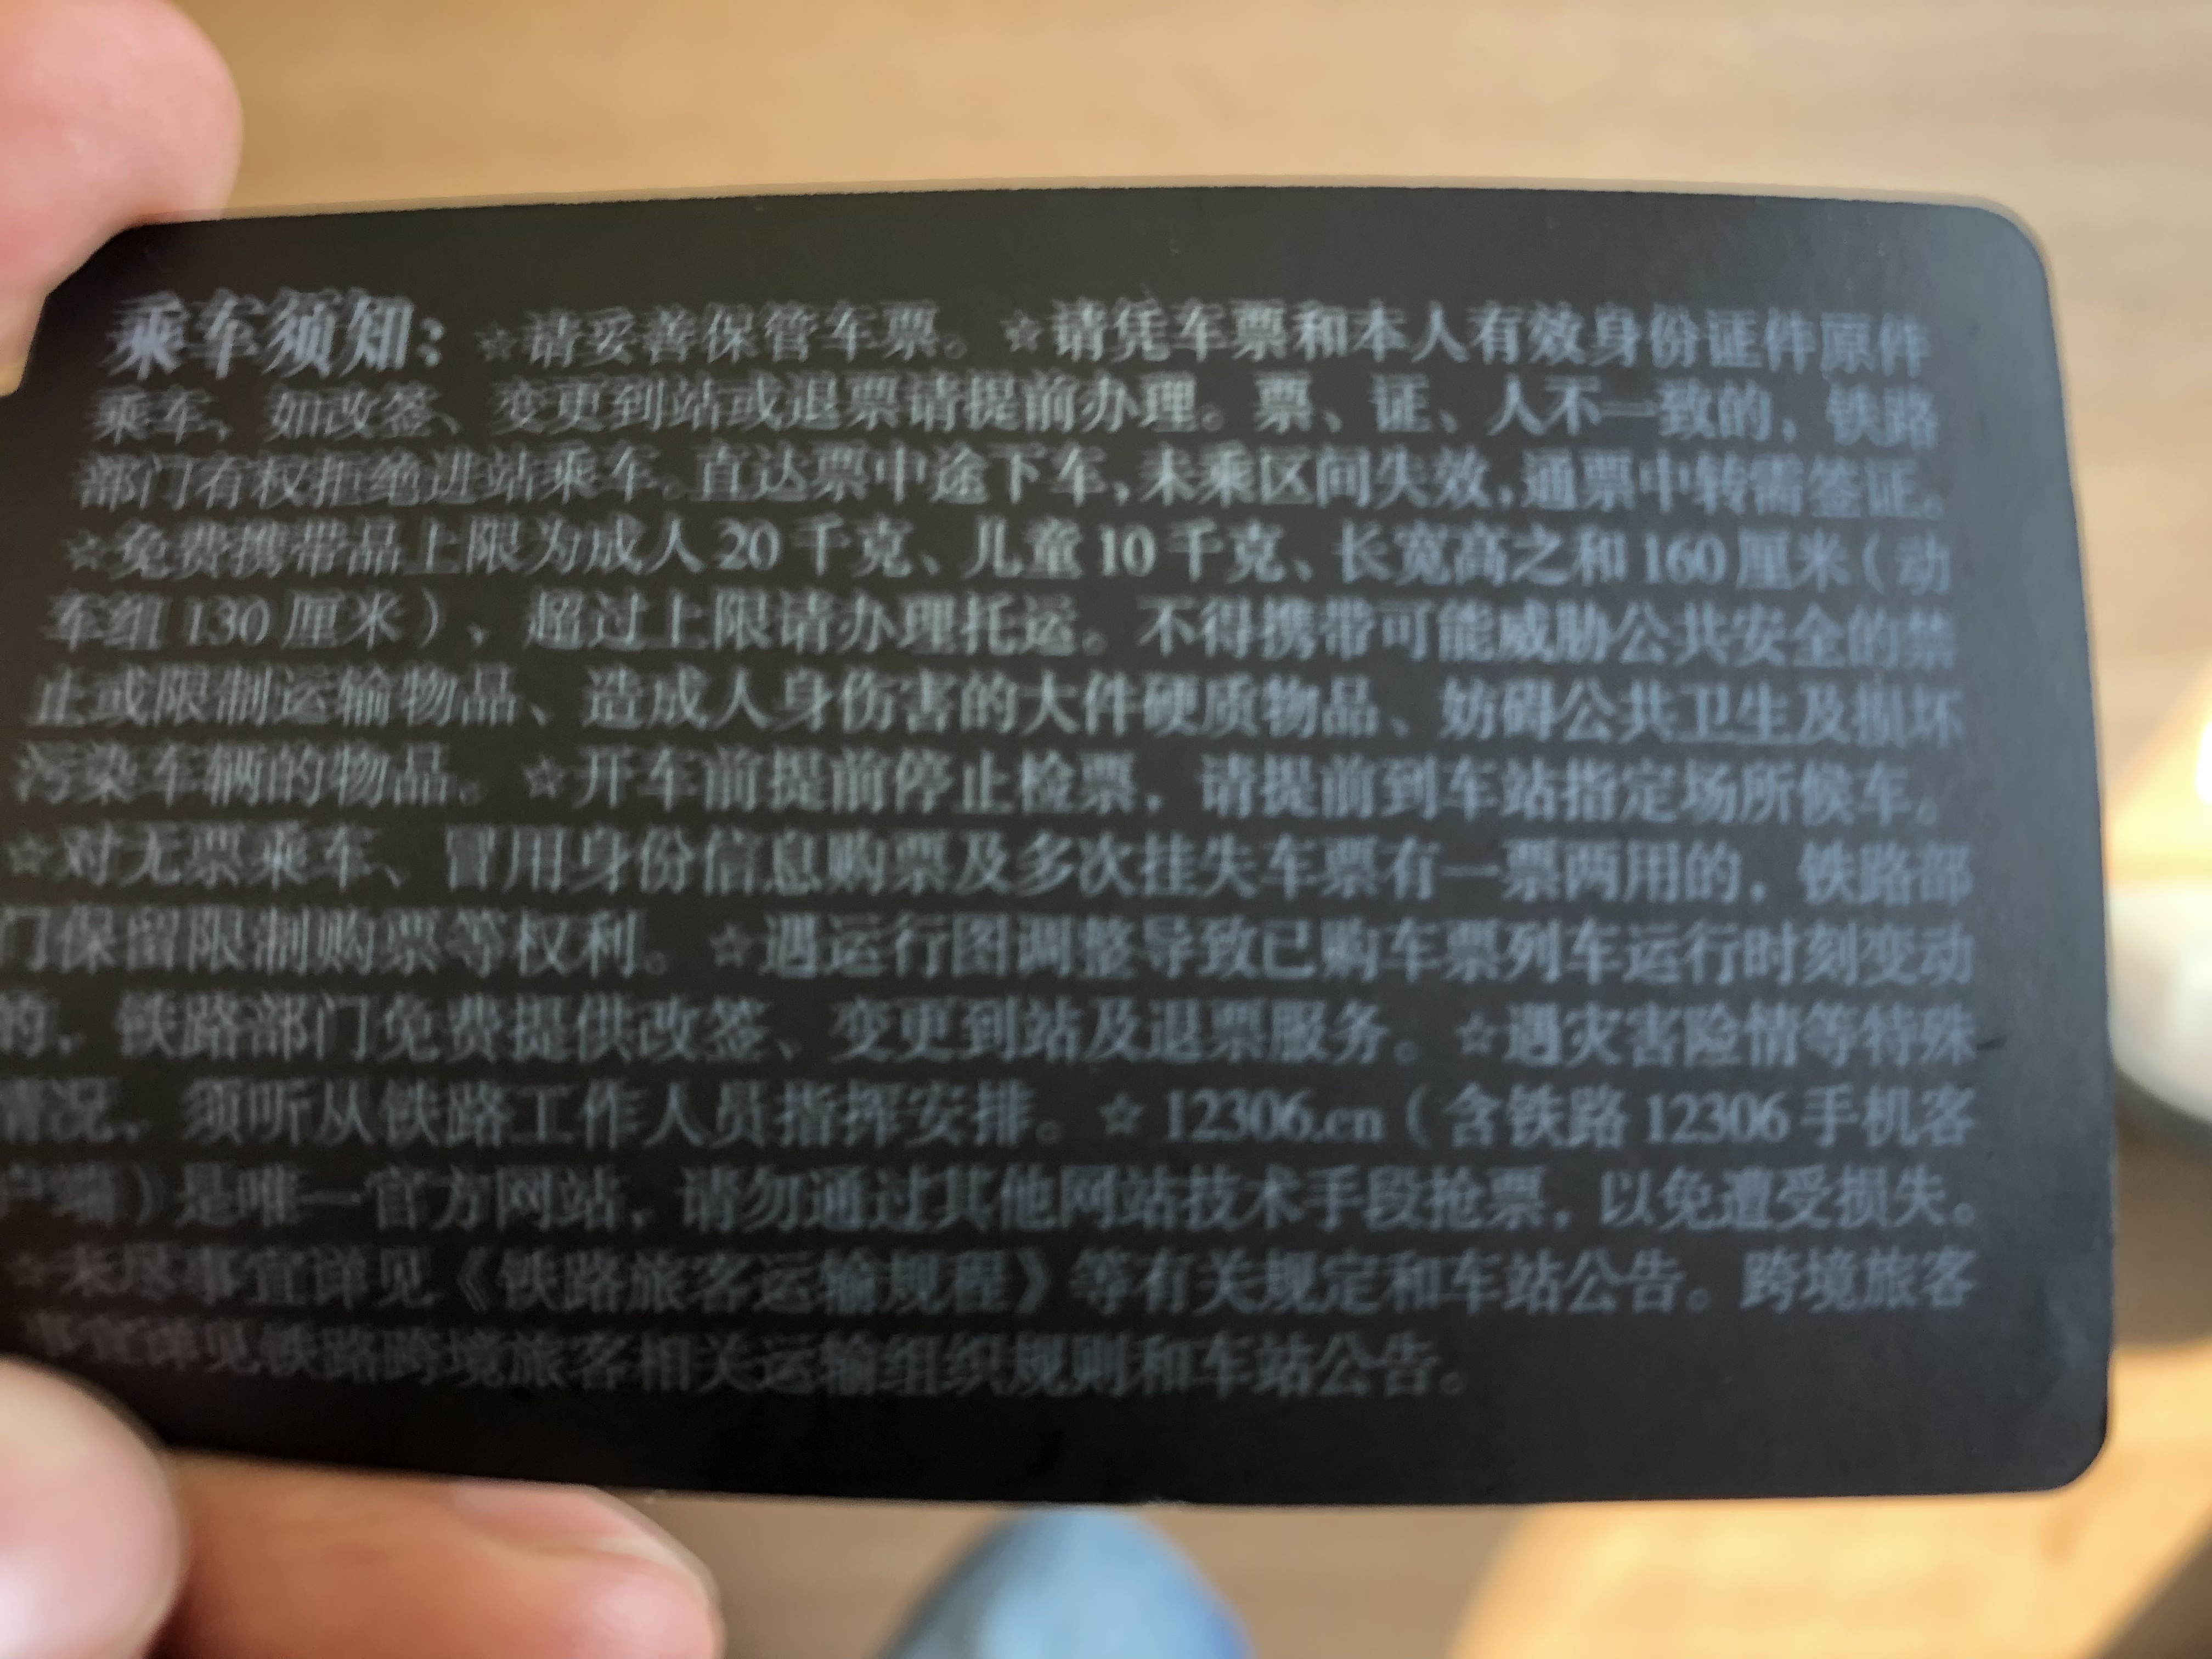 乘车须知：☆请妥善保管车票。☆请凭车票和本人有效身份证件原件
乘车、如改签、变更到站或退票请提前办理。票、证、人不一致的，铁路
部门有权拒绝进站乘车。直达票中途下车，未乘区间失效，通票中转需签证。
☆免费携带品上限为成人20千克、儿童10千克、长宽高之和160厘米（动
车组130厘米），超过上限请办理托运。不得携带可能威胁公共安全的禁
止或限制运输物品、造成人身伤害的大件硬质物品、妨碍公共卫生及损坏
污染车辆的物品。☆开车前提前停止检票，请提前到车站指定场所候车。
☆对无票乘车、冒用身份信息购票及多次挂失车票有一票两用的，铁路部
门保留限制购票等权利。☆遇运行图调整导致已购车票列车运行时刻变动
的，铁路部门免费提供改签、变更到站及退票服务。☆遇灾害险情等特殊
情况，须听从铁路工作人员指挥安排。☆12306.cn（含铁路12306手机客
户端）是唯一官方网站，请勿通过其他网站技术手段抢票，以免遭受损失。
☆未尽事宜详见《铁路旅客运输规程》等有关规定和车站公告。跨境旅客
事宜详见铁路跨境旅客相关运输组织规则和车站公告。